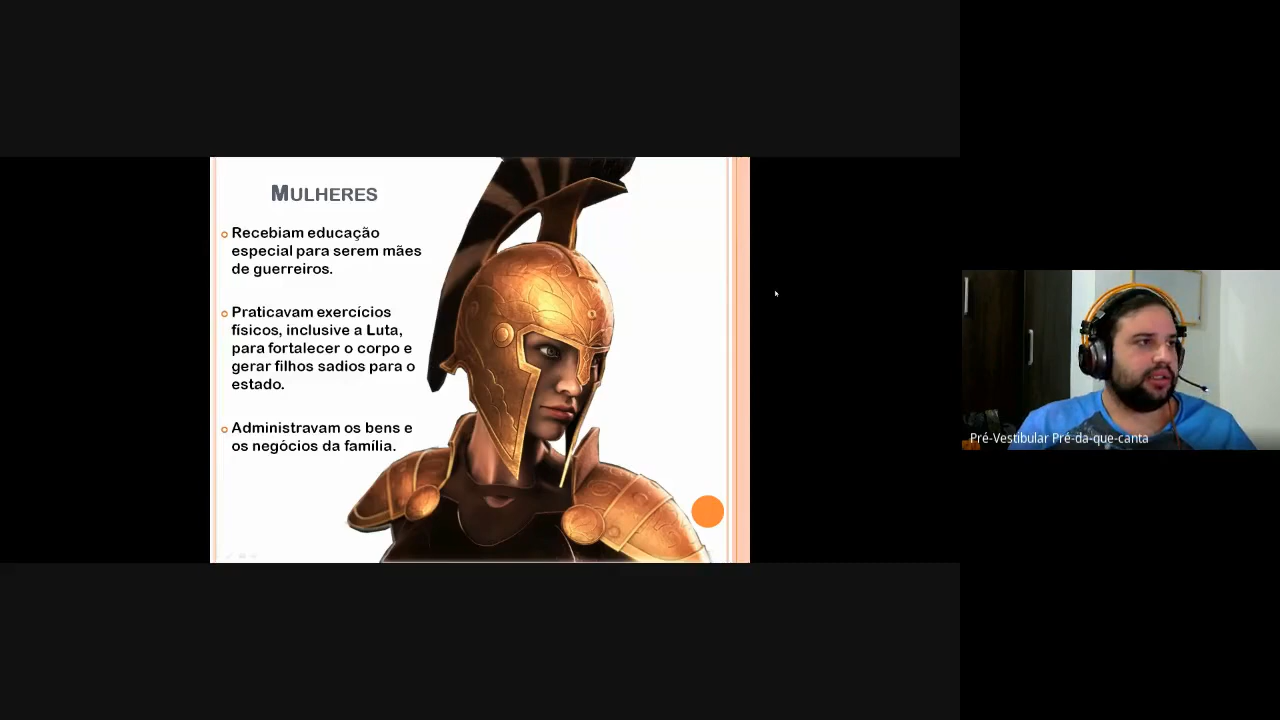 Mulheres
Recebiam educação
especial para serem mães
de guerreiros.
Praticavam exercícios
físicos, inclusive a Luta,
para fortalecer o corpo e
gerar filhos sadios para o
estado.
Administravam os bens e
os negócios da família.
Pré-Vestibular Pré-da-que-canta